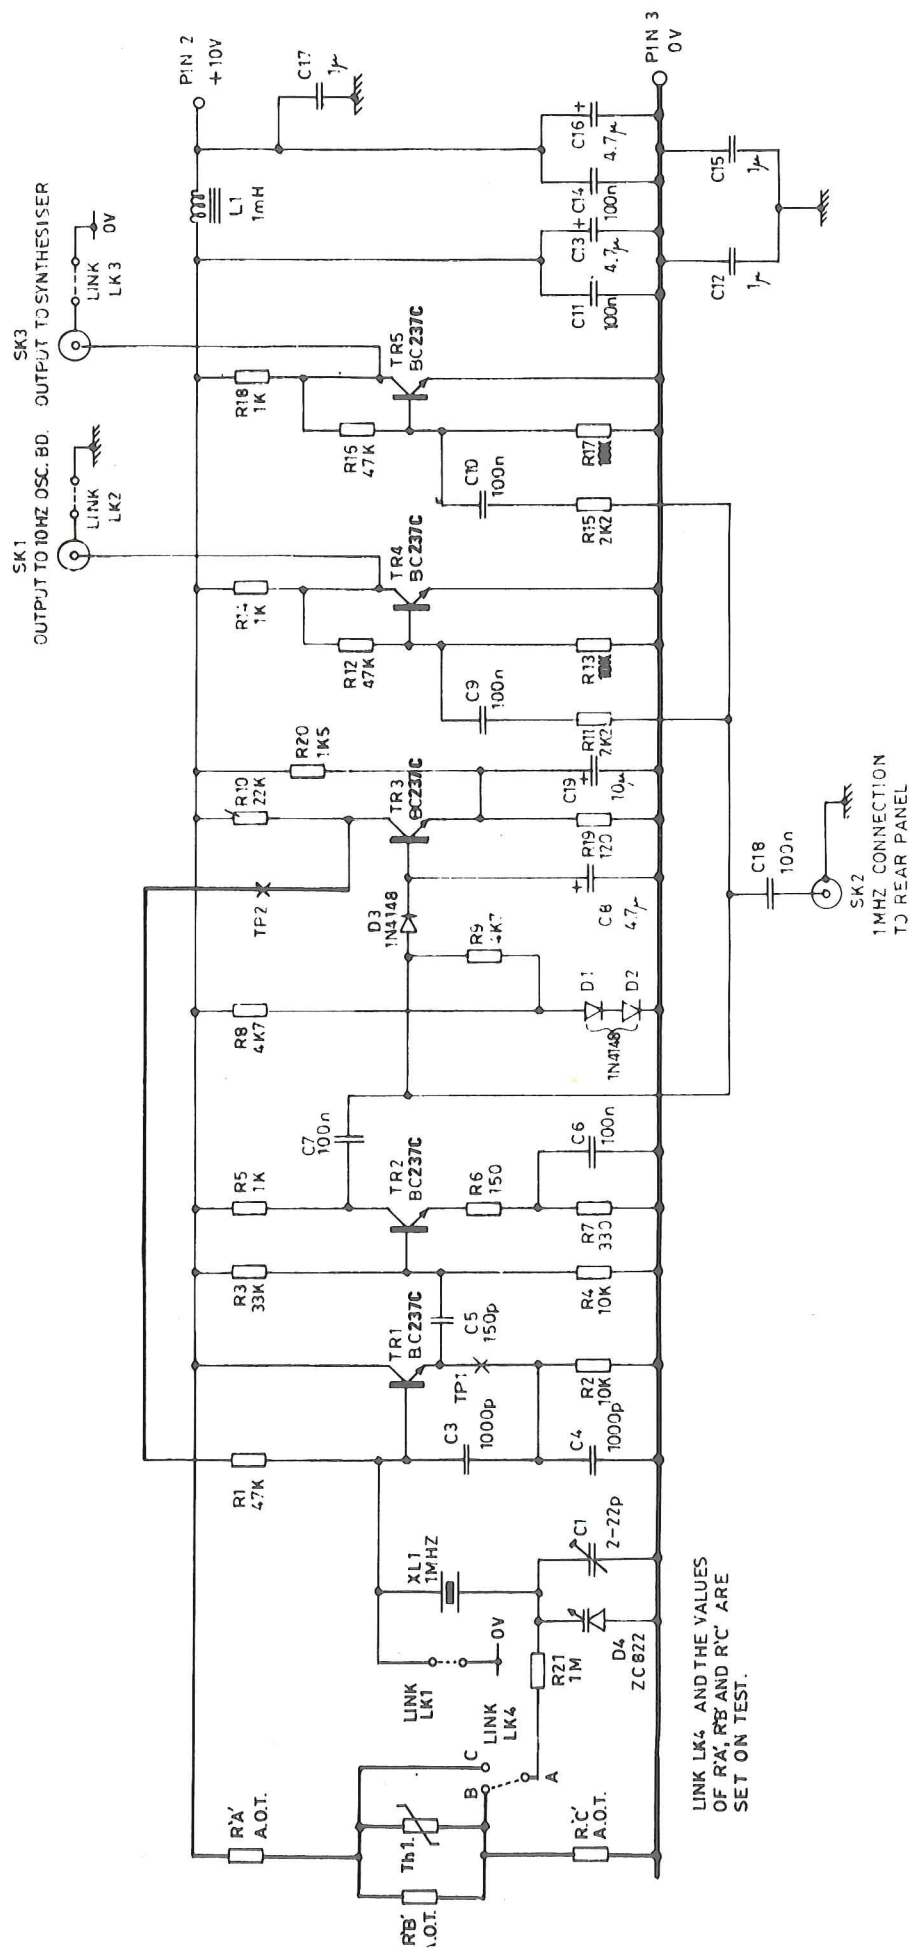 SK1
OUTPUT TO 10HZ OSC. BD.
SK3
OUTPUT TO SYNTHESISER
LINK
LK2
LINK
LK3
0V
PIN 2
+10V
R'A'
A.O.T.
R1
47K
R3
33K
R5
1K
R8
4K7
TP2
R10
22K
R20
1K5
R14
1K
R18
1K
L1
1mH
C17
1µ
C7
100n
R12
47K
R16
47K
R'B'
A.O.T.
Th1.
B
C
A
LINK
LK4
LINK
LK1
0V
XL1
1MHZ
TR1
BC237C
TR2
BC237C
D3
1N4148
TR3
BC237C
TR4
BC237C
TR5
BC237C
C3
1000p
TP1
C5
150p
R6
150
R9
4K7
C9
100n
C10
100n
R'C'
A.O.T.
R21
1M
D4
ZC822
C1
2-22p
C4
1000p
R2
10K
R4
10K
R7
330
C6
100n
D1
D2
1N4148
C8
4.7µ
+
R19
120
C19
10µ
+
R11
2K2
R13
10K
R15
2K2
R17
C11
100n
C13
4.7µ
+
C14
100n
C16
4.7µ
+
PIN 3
0V
C12
1µ
C15
1µ
C18
100n
SK2
1MHZ CONNECTION
TO REAR PANEL
LINK LK4 AND THE VALUES
OF R'A', R'B' AND R'C' ARE
SET ON TEST.